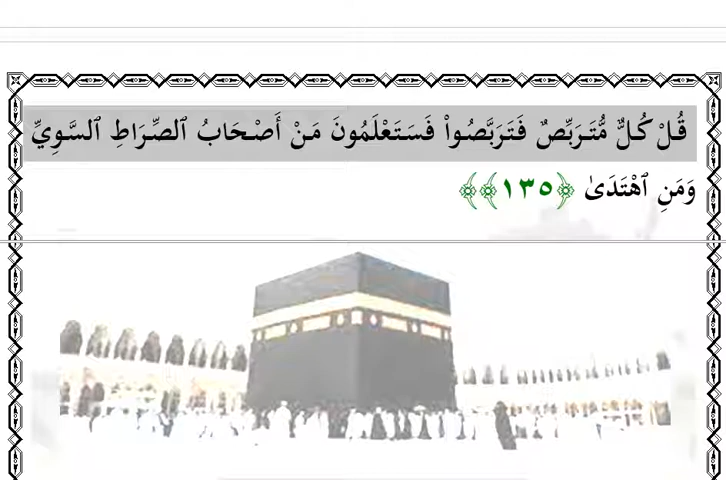 قُلْ كُلٌّ مُّتَرَبِّصٌ فَتَرَبَّصُواْ فَسَتَعْلَمُونَ مَنْ أَصْحَابُ ٱلصِّرَاطِ ٱلسَّوِيِّ
وَمَنِ ٱهْتَدَىٰ ﴿١٣٥﴾﴾